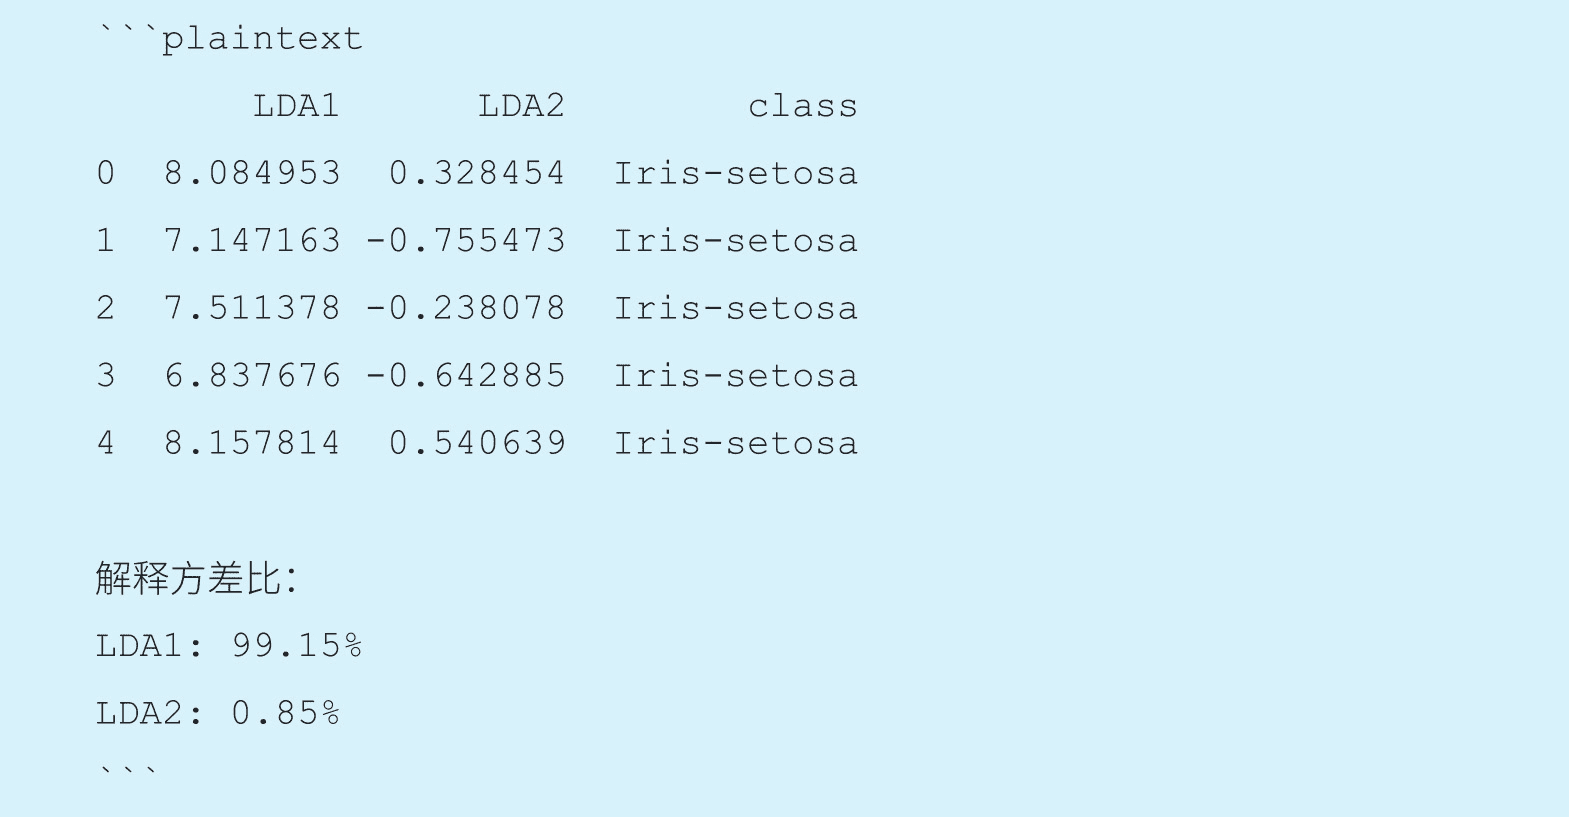 ```plaintext
       LDA1      LDA2        class
0  8.084953  0.328454  Iris-setosa
1  7.147163 -0.755473  Iris-setosa
2  7.511378 -0.238078  Iris-setosa
3  6.837676 -0.642885  Iris-setosa
4  8.157814  0.540639  Iris-setosa
解释方差比：
LDA1: 99.15%
LDA2: 0.85%
```